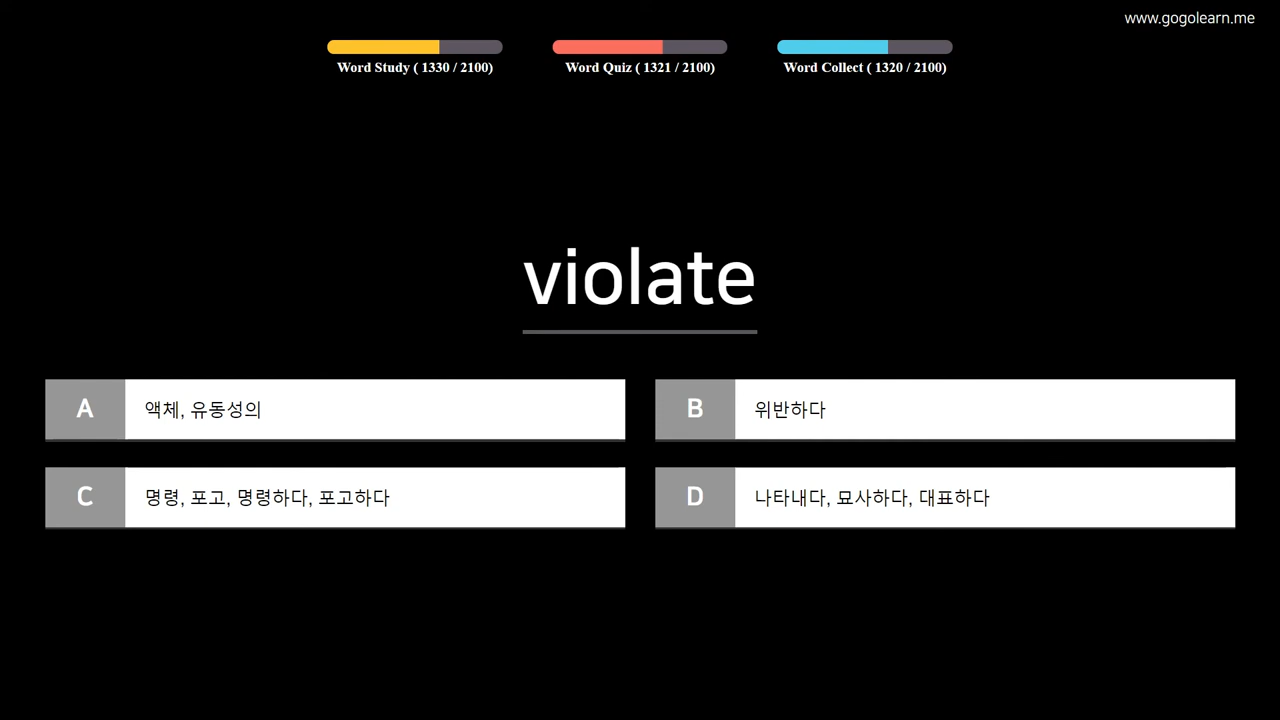 www.gogolearn.me
Word Study ( 1330 / 2100)
Word Quiz ( 1321 / 2100)
Word Collect ( 1320 / 2100)
violate
A 액체, 유동성의
B 위반하다
C 명령, 포고, 명령하다, 포고하다
D 나타내다, 묘사하다, 대표하다